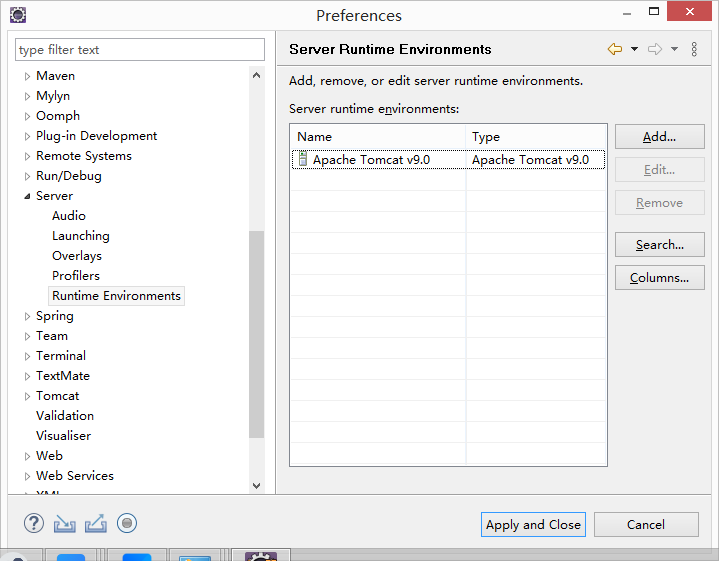 Preferences
type filter text
Maven
Mylyn
Oomph
Plug-in Development
Remote Systems
Run/Debug
Server
Audio
Launching
Overlays
Profilers
Runtime Environments
Spring
Team
Terminal
TextMate
Tomcat
Validation
Visualiser
Web
Web Services
XML
Server Runtime Environments
Add, remove, or edit server runtime environments.
Server runtime environments:
Name Type
Apache Tomcat v9.0 Apache Tomcat v9.0
Add...
Edit...
Remove
Search...
Columns...
Apply and Close Cancel